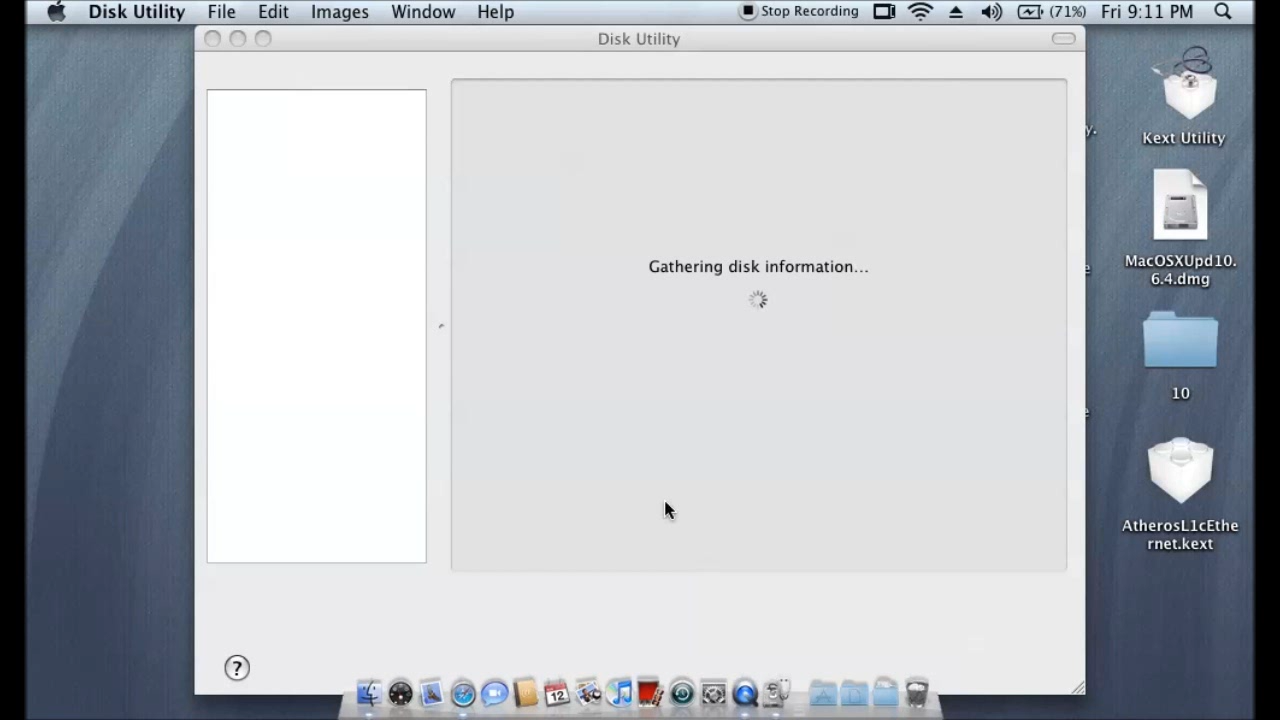 Disk Utility File Edit Images Window Help Stop Recording (71%) Fri 9:11 PM
Disk Utility
Kext Utility
y.
MacOSXUpd10.
6.4.dmg
e
Gathering disk information...
10
e
AtherosL1cEthe
rnet.kext
?
12